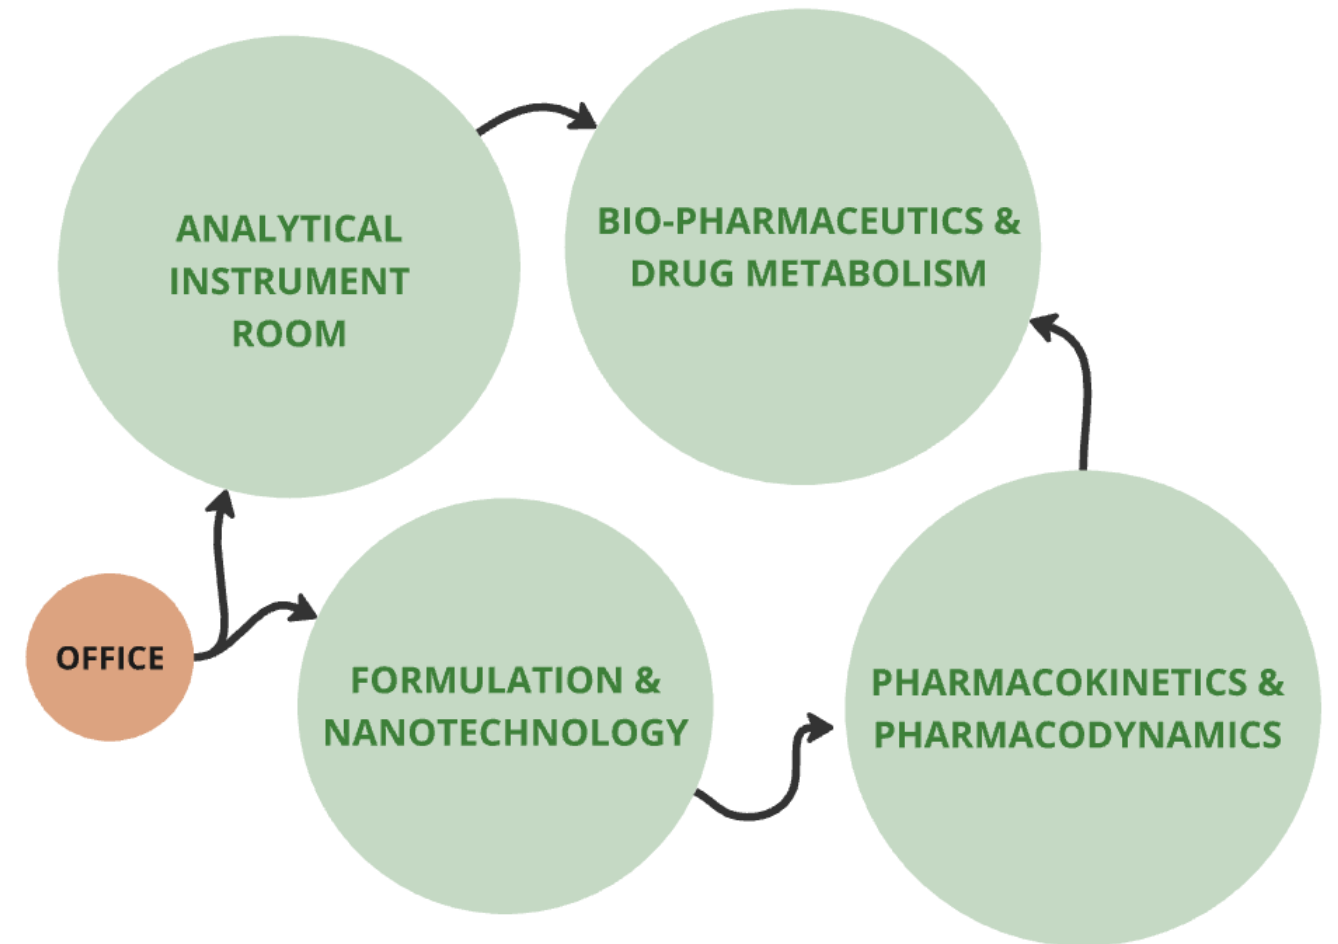 ANALYTICAL
INSTRUMENT
ROOM
BIO-PHARMACEUTICS &
DRUG METABOLISM
OFFICE
FORMULATION &
NANOTECHNOLOGY
PHARMACOKINETICS &
PHARMACODYNAMICS